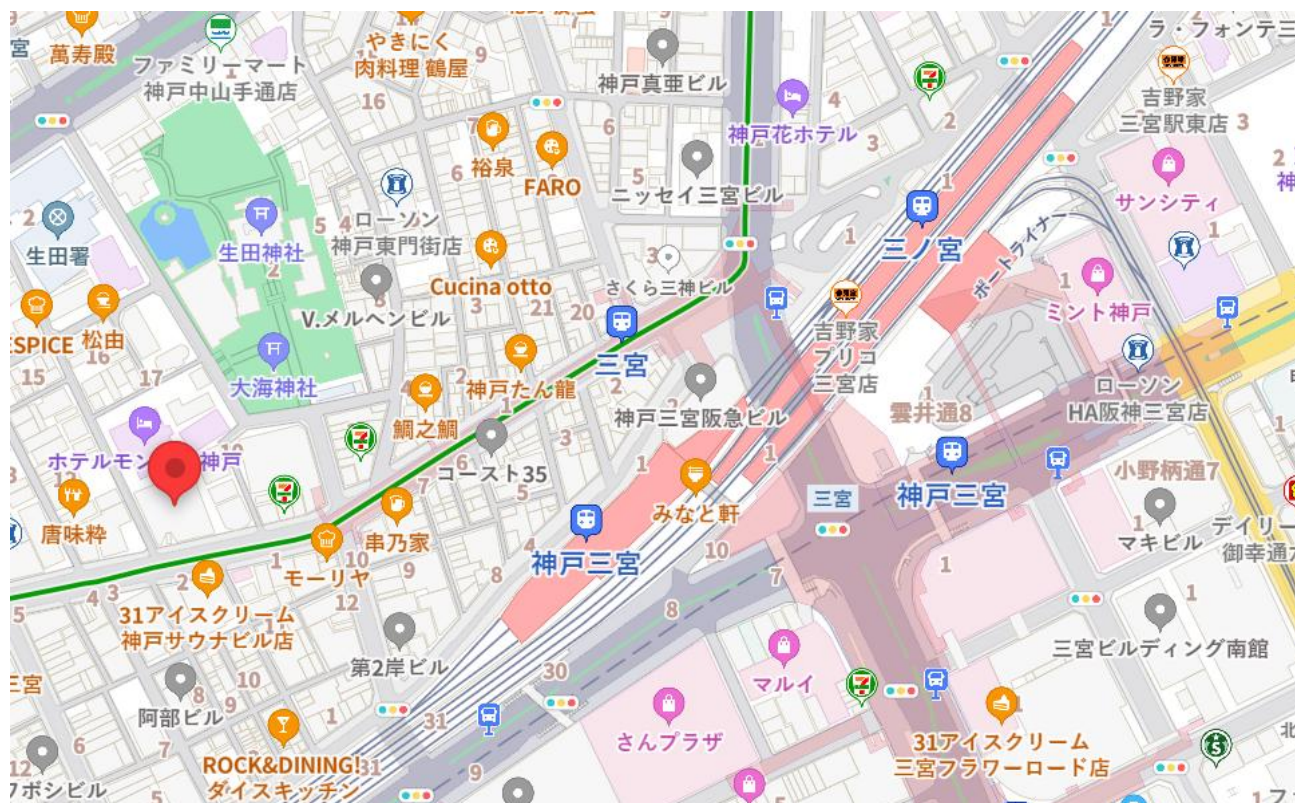 宮
萬寿殿
ファミリーマート
神戸中山手通店
やきにく
肉料理 鶴屋
神戸真亜ビル
ラ・フォンテ三
吉野家
三宮駅東店
神戸花ホテル
裕泉
FARO
ニッセイ三宮ビル
サンシティ
神
生田署
生田神社
ローソン
神戸東門街店
三ノ宮
ポートライナー
Cucina otto
さくら三神ビル
ミント神戸
V.メルヘンビル
ESPICE
松由
三宮
吉野家
プリコ
三宮店
大海神社
神戸たん龍
神戸三宮阪急ビル
ローソン
HA阪神三宮店
雲井通8
鯛之鯛
コースト35
ホテルモン
神戸
小野柄通7
神戸三宮
三宮
みなと軒
唐味粋
串乃家
マキビル
デイリー
御幸通
神戸三宮
モーリヤ
31アイスクリーム
神戸サウナビル店
第2岸ビル
三宮ビルディング南館
三宮
マルイ
阿部ビル
さんプラザ
31アイスクリーム
三宮フラワーロード店
北
ROCK&DINING!
ダイスキッチン
フポシビル